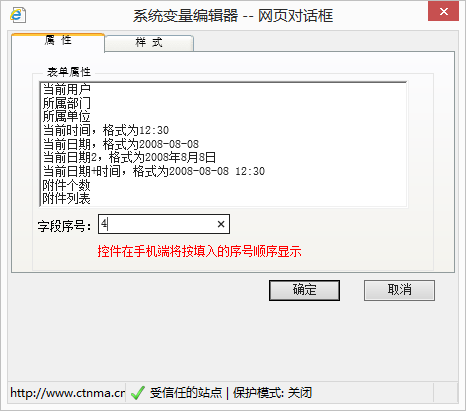 系统变量编辑器 -- 网页对话框
属 性
样 式
表单属性
当前用户
所属部门
所属单位
当前时间，格式为12:30
当前日期，格式为2008-08-08
当前日期2，格式为2008年8月8日
当前日期+时间，格式为2008-08-08 12:30
附件个数
附件列表
字段序号：
4
控件在手机端将按填入的序号顺序显示
确定
取消
http://www.ctnma.cn
受信任的站点 | 保护模式: 关闭